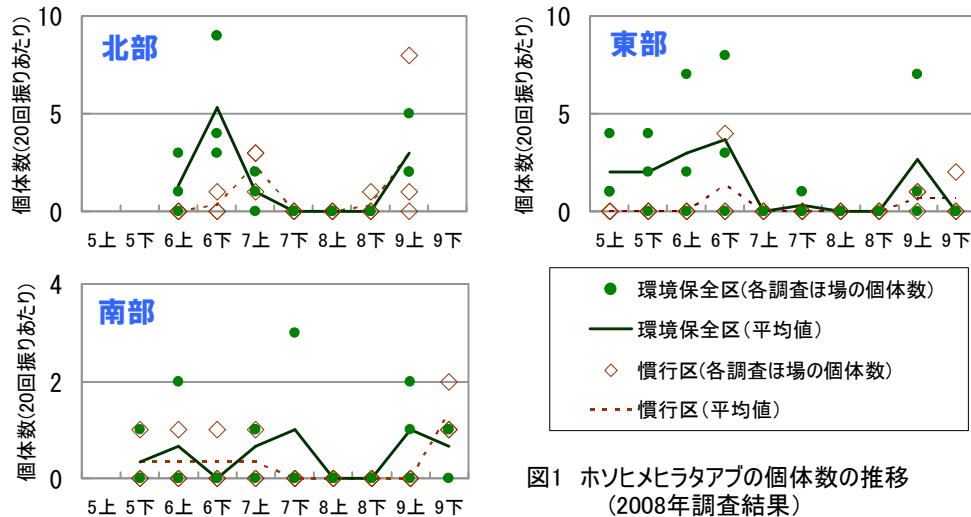 北部
個体数(20回振りあたり)
10
5
0
5上 5下 6上 6下 7上 7下 8上 8下 9上 9下
東部
個体数(20回振りあたり)
10
5
0
5上 5下 6上 6下 7上 7下 8上 8下 9上 9下
南部
個体数(20回振りあたり)
4
2
0
5上 5下 6上 6下 7上 7下 8上 8下 9上 9下
環境保全区(各調査ほ場の個体数)
環境保全区(平均値)
慣行区(各調査ほ場の個体数)
慣行区(平均値)
図1 ホソヒメヒラタアブの個体数の推移
(2008年調査結果)